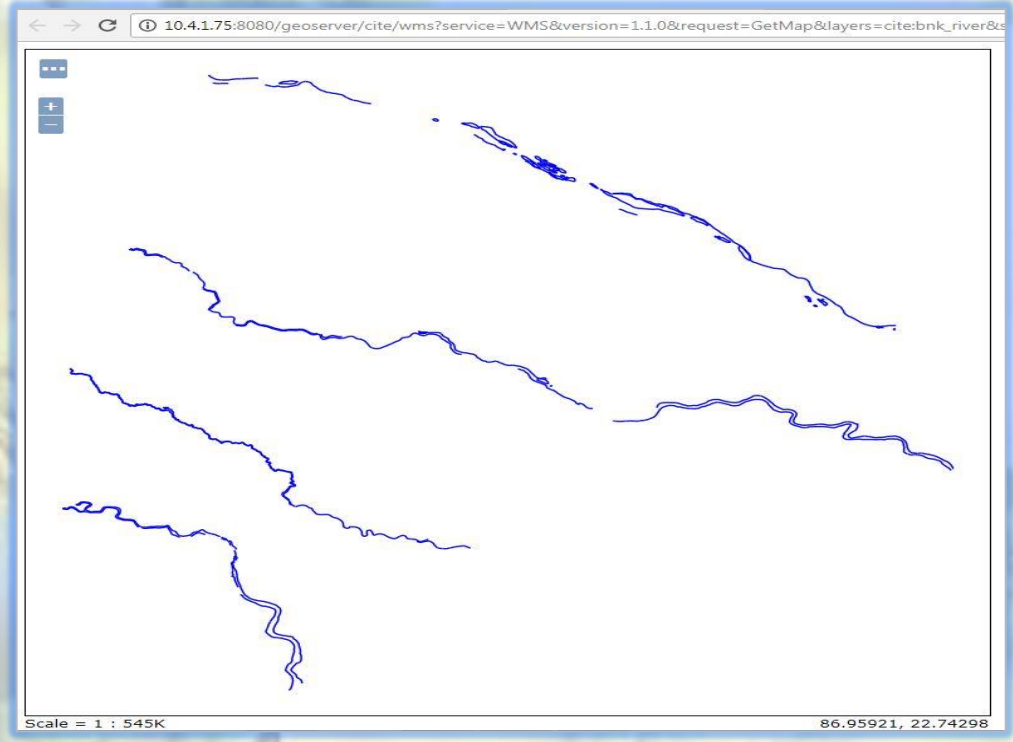 10.4.1.75:8080/geoserver/cite/wms?service=WMS&version=1.1.0&request=GetMap&layers=cite:bnk_river&s
+
−
Scale = 1 : 545K
86.95921, 22.74298